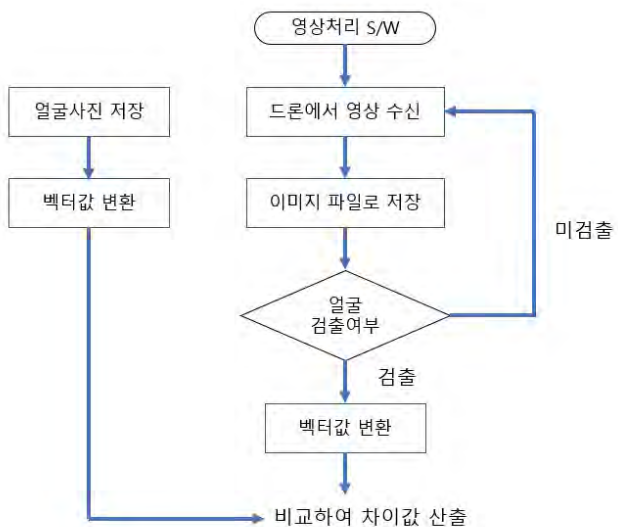 영상처리 S/W
얼굴사진 저장
드론에서 영상 수신
벡터값 변환
이미지 파일로 저장
미검출
얼굴
검출여부
검출
벡터값 변환
비교하여 차이값 산출